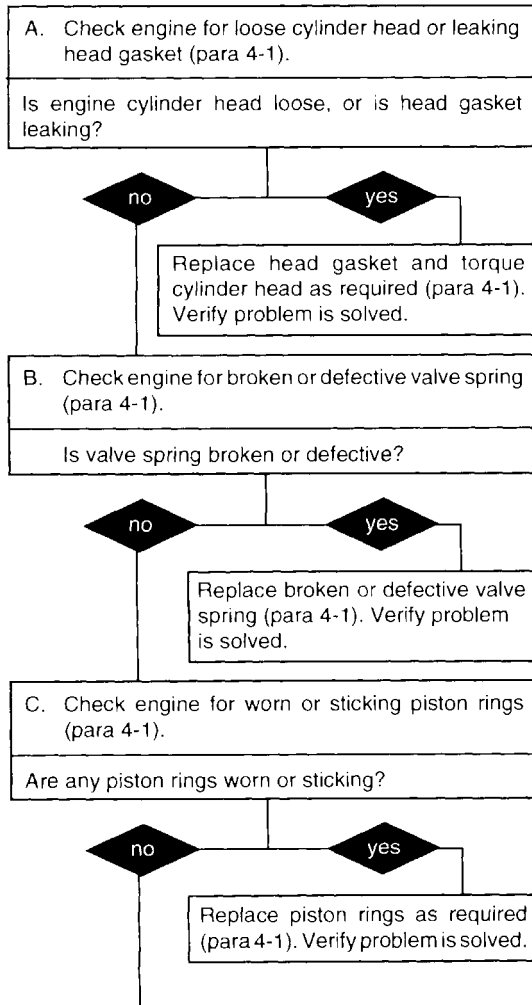 A. Check engine for loose cylinder head or leaking
head gasket (para 4-1).
Is engine cylinder head loose, or is head gasket
leaking?
no
yes
Replace head gasket and torque
cylinder head as required (para 4-1).
Verify problem is solved.
B. Check engine for broken or defective valve spring
(para 4-1).
Is valve spring broken or defective?
no
yes
Replace broken or defective valve
spring (para 4-1). Verify problem
is solved.
C. Check engine for worn or sticking piston rings
(para 4-1).
Are any piston rings worn or sticking?
no
yes
Replace piston rings as required
(para 4-1). Verify problem is solved.